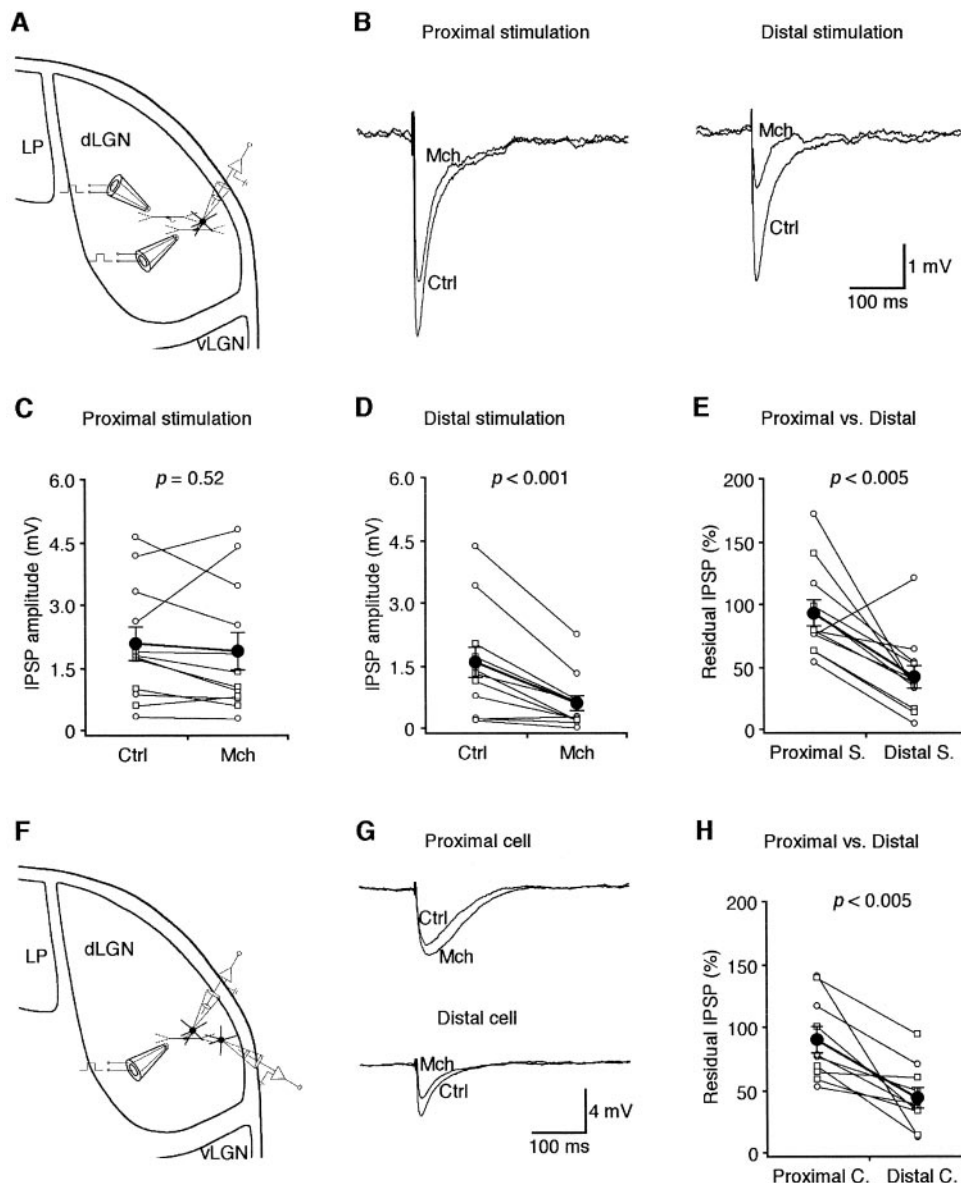 A
LP
dLGN
vLGN
B
Proximal stimulation
Mch
Ctrl
Distal stimulation
Mch
Ctrl
1 mV
100 ms
C
Proximal stimulation
p = 0.52
IPSP amplitude (mV)
6.0
4.5
3.0
1.5
0
Ctrl Mch
D
Distal stimulation
p < 0.001
IPSP amplitude (mV)
6.0
4.5
3.0
1.5
0
Ctrl Mch
E
Proximal vs. Distal
p < 0.005
Residual IPSP (%)
200
150
100
50
0
Proximal S. Distal S.
F
LP
dLGN
vLGN
G
Proximal cell
Ctrl
Mch
Distal cell
Mch
Ctrl
4 mV
100 ms
H
Proximal vs. Distal
p < 0.005
Residual IPSP (%)
200
150
100
50
0
Proximal C. Distal C.